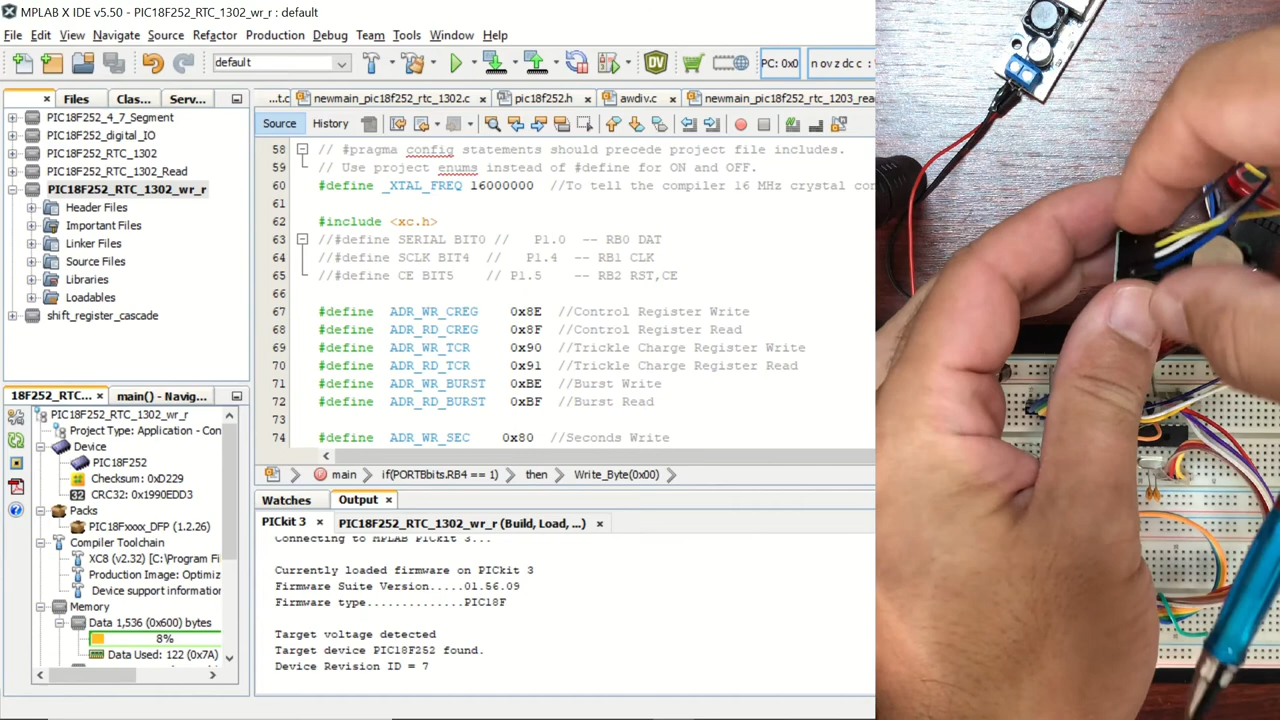 MPLAB X IDE v5.50 - PIC18F252_RTC_1302_wr_r : default
File Edit View Navigate Source Refactor Debug Team Tools Window Help
default
PC: 0x0
n ov z dc c :
Files
Clas...
Serv...
...t.c
newmain_pic18f252_rtc_1302.c
pic18f252.h
awdiv.c
newmain_pic18f252_rtc_1203_rea
Source
History
PIC18F252_4_7_Segment
PIC18F252_digital_IO
PIC18F252_RTC_1302
PIC18F252_RTC_1302_Read
PIC18F252_RTC_1302_wr_r
Header Files
Important Files
Linker Files
Source Files
Libraries
Loadables
shift_register_cascade
58 // #pragma config statements should precede project file includes.
59 // Use project enums instead of #define for ON and OFF.
60 #define _XTAL_FREQ 16000000 //To tell the compiler 16 MHz crystal con
61
62 #include <xc.h>
63 //#define SERIAL BIT0 // P1.0 -- RB0 DAT
64 //#define SCLK BIT4 // P1.4 -- RB1 CLK
65 //#define CE BIT5 // P1.5 -- RB2 RST,CE
66
67 #define ADR_WR_CREG 0x8E //Control Register Write
68 #define ADR_RD_CREG 0x8F //Control Register Read
69 #define ADR_WR_TCR 0x90 //Trickle Charge Register Write
70 #define ADR_RD_TCR 0x91 //Trickle Charge Register Read
71 #define ADR_WR_BURST 0xBE //Burst Write
72 #define ADR_RD_BURST 0xBF //Burst Read
73
74 #define ADR_WR_SEC 0x80 //Seconds Write
main
if(PORTBbits.RB4 == 1)
then
Write_Byte(0x00)
18F252_RTC...
main() - Navig...
PIC18F252_RTC_1302_wr_r
Project Type: Application - Con
Device
PIC18F252
Checksum: 0xD229
CRC32: 0x1990EDD3
Packs
PIC18Fxxxx_DFP (1.2.26)
Compiler Toolchain
XC8 (v2.32) [C:\Program Fi
Production Image: Optimiz
Device support information
Memory
Data 1,536 (0x600) bytes
8%
Data Used: 122 (0x7A)
Watches
Output
PICkit 3
PIC18F252_RTC_1302_wr_r (Build, Load, ...)
Connecting to MPLAB PICkit 3...
Currently loaded firmware on PICkit 3
Firmware Suite Version.....01.56.09
Firmware type..............PIC18F
Target voltage detected
Target device PIC18F252 found.
Device Revision ID = 7